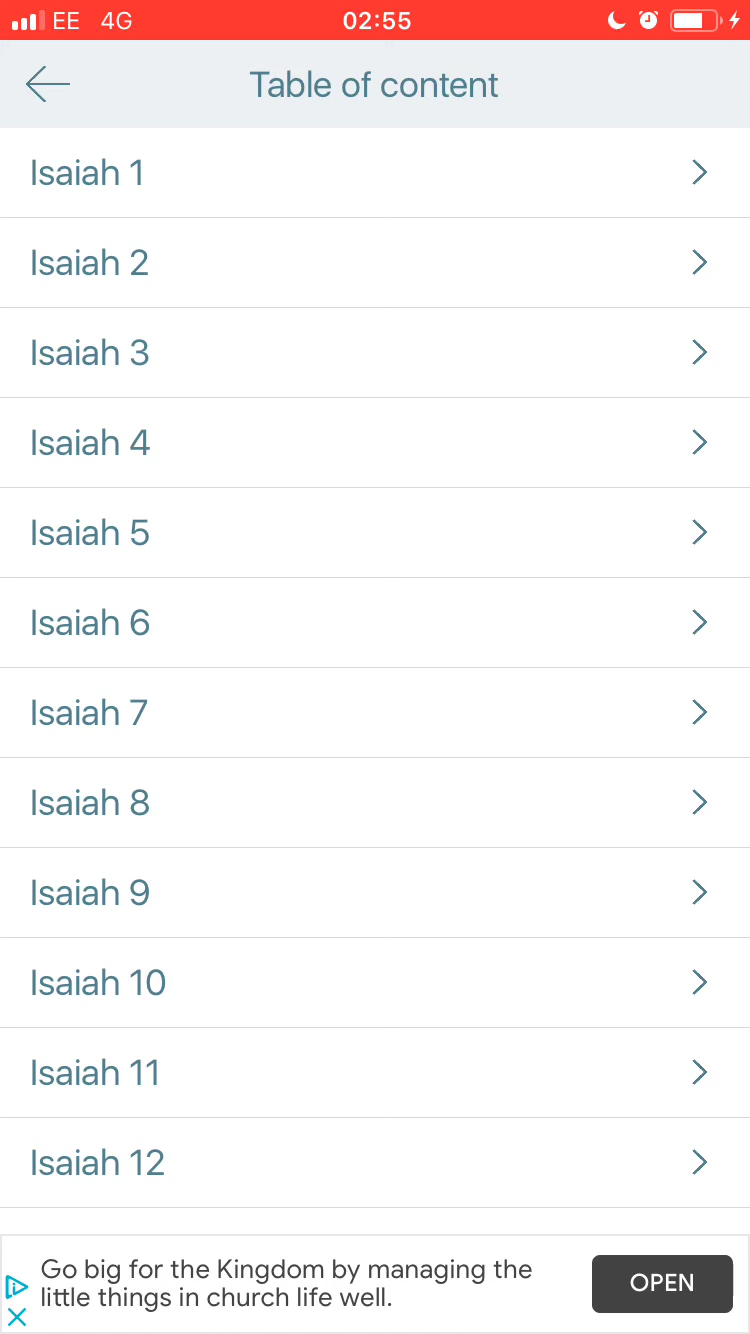 EE 4G 02:55
Table of content
Isaiah 1
Isaiah 2
Isaiah 3
Isaiah 4
Isaiah 5
Isaiah 6
Isaiah 7
Isaiah 8
Isaiah 9
Isaiah 10
Isaiah 11
Isaiah 12
Go big for the Kingdom by managing the
little things in church life well.
OPEN